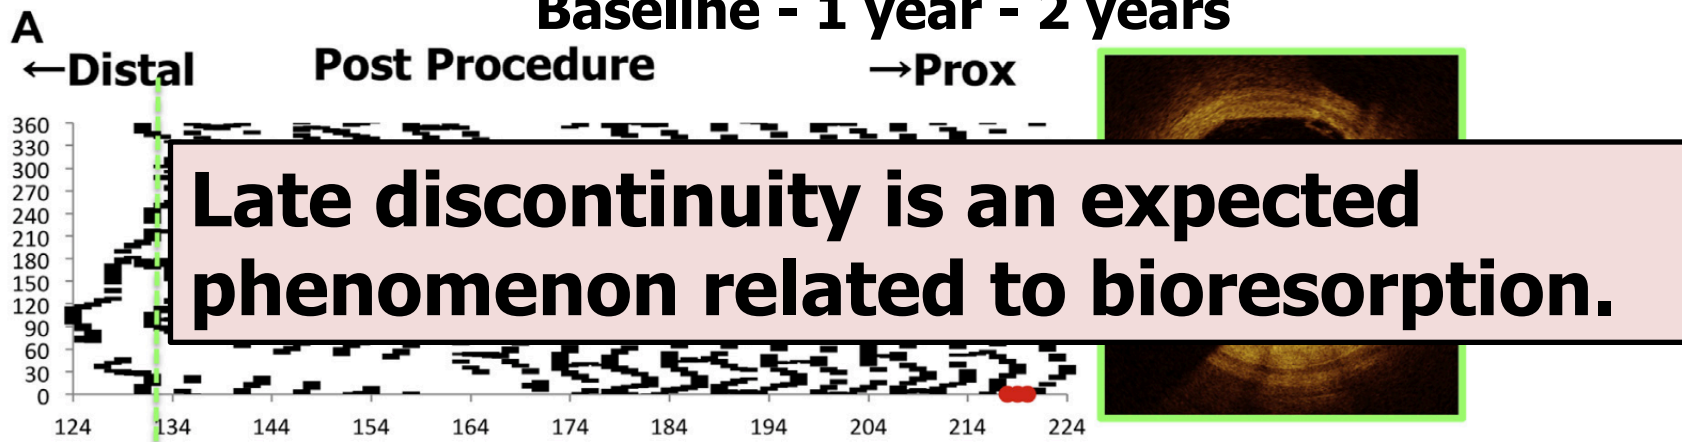 Baseline - 1 year - 2 years
A
←Distal Post Procedure →Prox
360
330
300
270
240
210
180
150
120
90
60
30
0
Late discontinuity is an expected
phenomenon related to bioresorption.
124 134 144 154 164 174 184 194 204 214 224